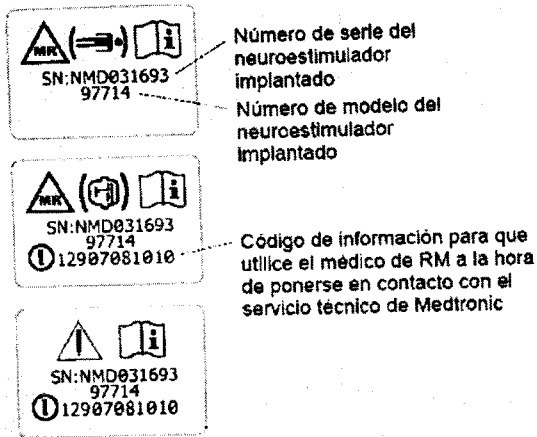 MR i
SN:NMD031693
97714
Número de serie del
neuroestimulador
implantado
Número de modelo del
neuroestimulador
implantado
MR i
SN:NMD031693
97714
12907081010
Código de información para que
utilice el médico de RM a la hora
de ponerse en contacto con el
servicio técnico de Medtronic
i
SN:NMD031693
97714
12907081010